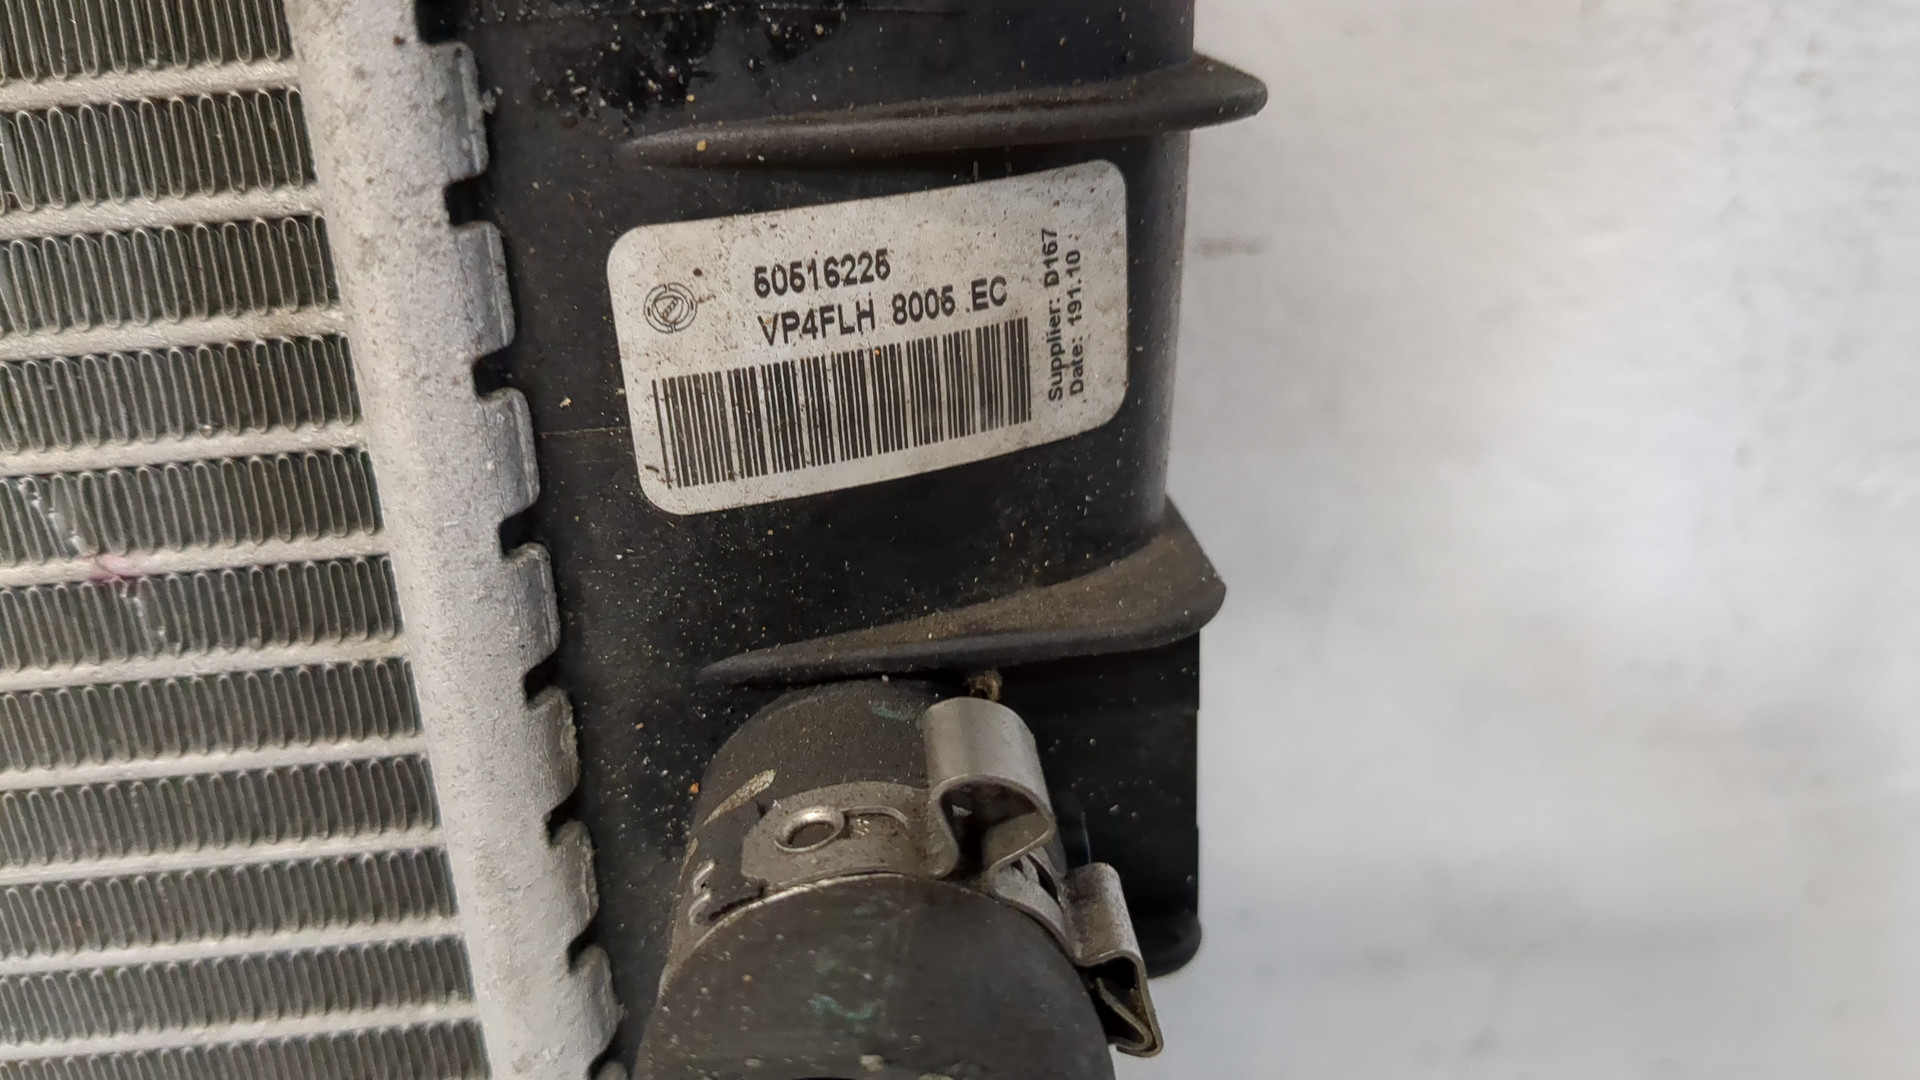 50516225
VP4FLH 8005 EC
Supplier: D167
Date: 191.10